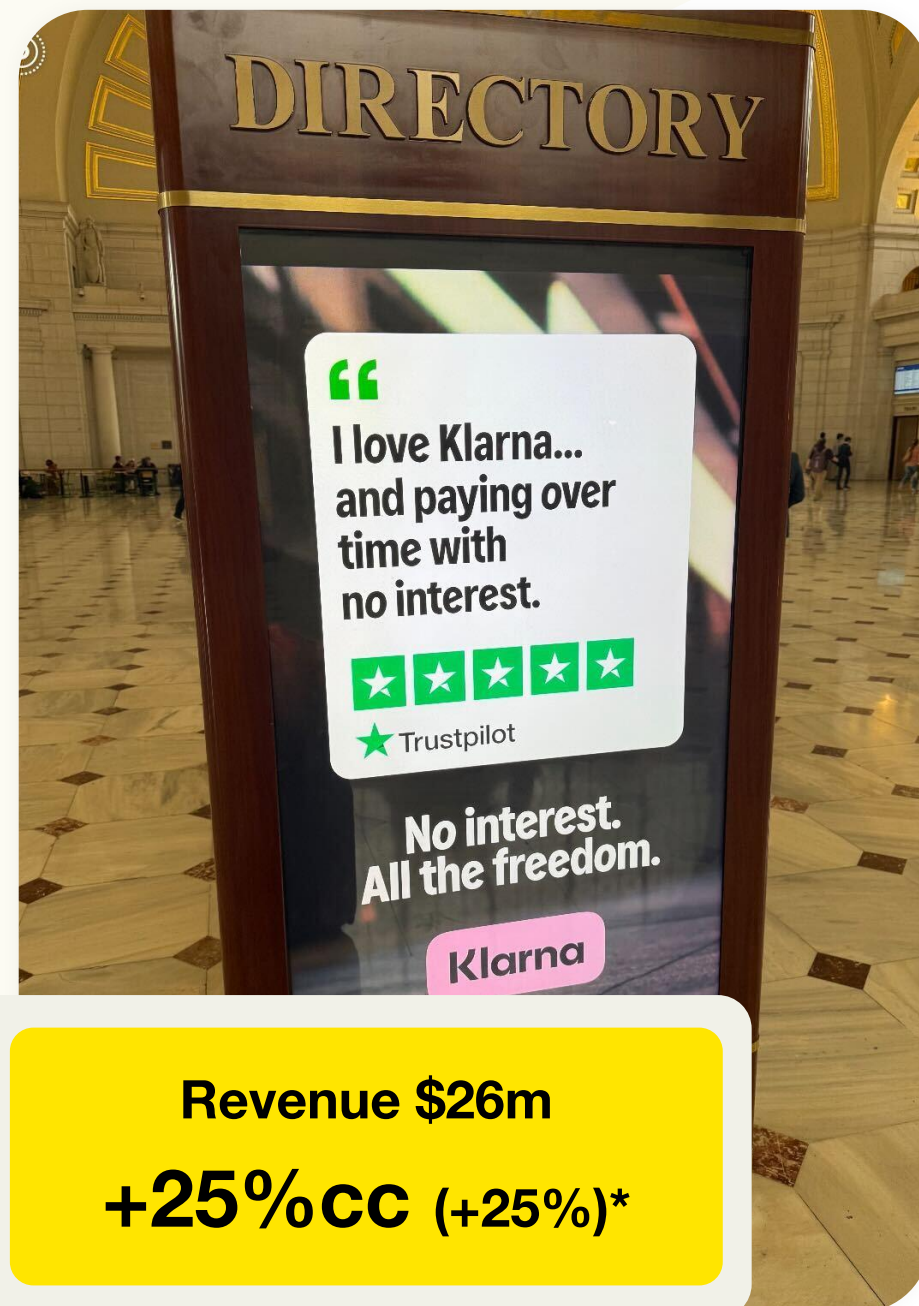 DIRECTORY
“
I love Klarna...
and paying over
time with
no interest.
Trustpilot
No interest.
All the freedom.
Klarna
Revenue $26m
+25%cc (+25%)*